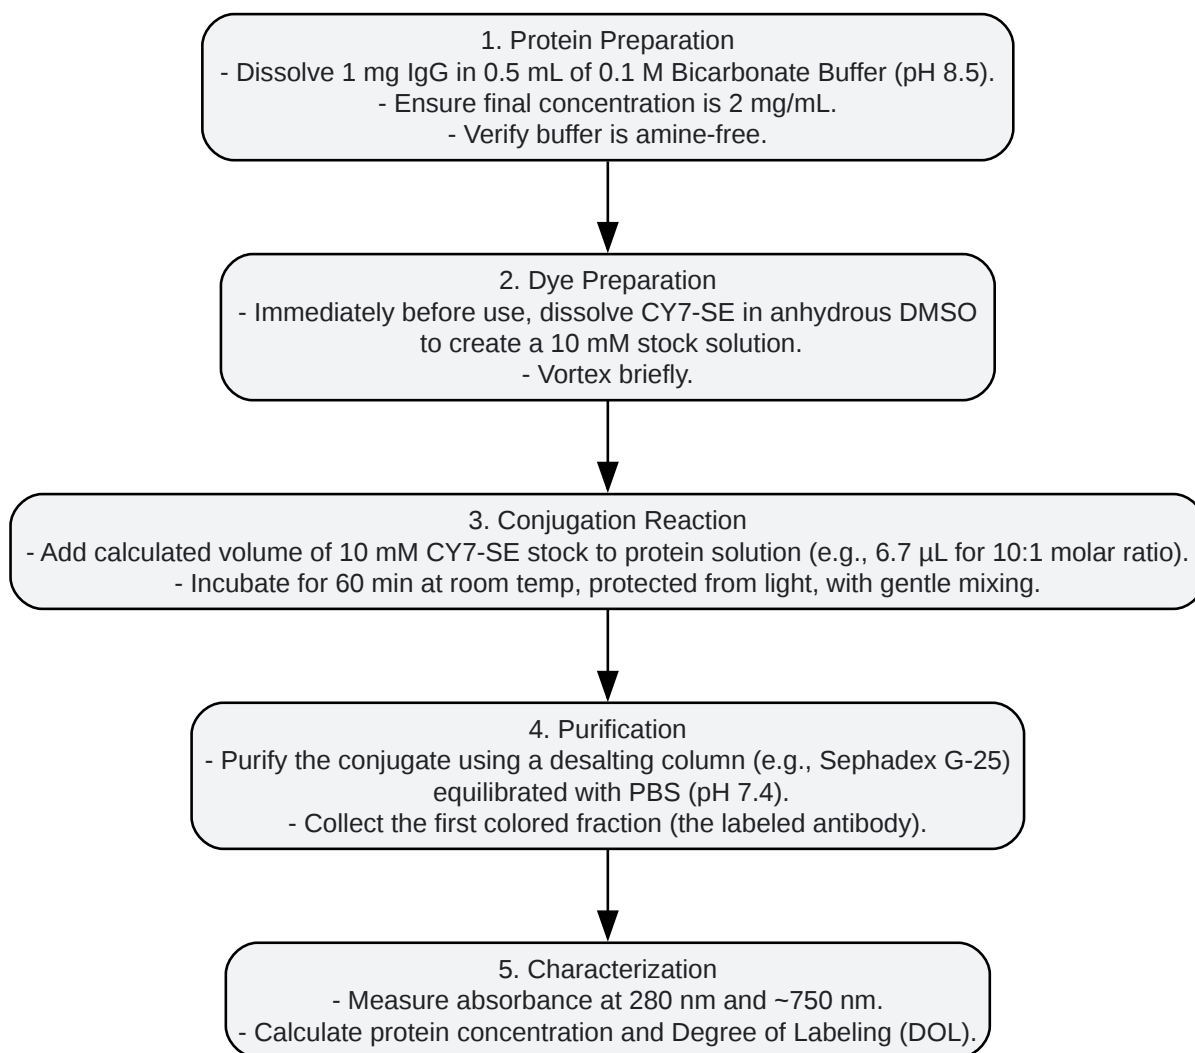 1. Protein Preparation
- Dissolve 1 mg IgG in 0.5 mL of 0.1 M Bicarbonate Buffer (pH 8.5).
- Ensure final concentration is 2 mg/mL.
- Verify buffer is amine-free.
2. Dye Preparation
- Immediately before use, dissolve CY7-SE in anhydrous DMSO
to create a 10 mM stock solution.
- Vortex briefly.
3. Conjugation Reaction
- Add calculated volume of 10 mM CY7-SE stock to protein solution (e.g., 6.7 µL for 10:1 molar ratio).
- Incubate for 60 min at room temp, protected from light, with gentle mixing.
4. Purification
- Purify the conjugate using a desalting column (e.g., Sephadex G-25)
equilibrated with PBS (pH 7.4).
- Collect the first colored fraction (the labeled antibody).
5. Characterization
- Measure absorbance at 280 nm and ~750 nm.
- Calculate protein concentration and Degree of Labeling (DOL).